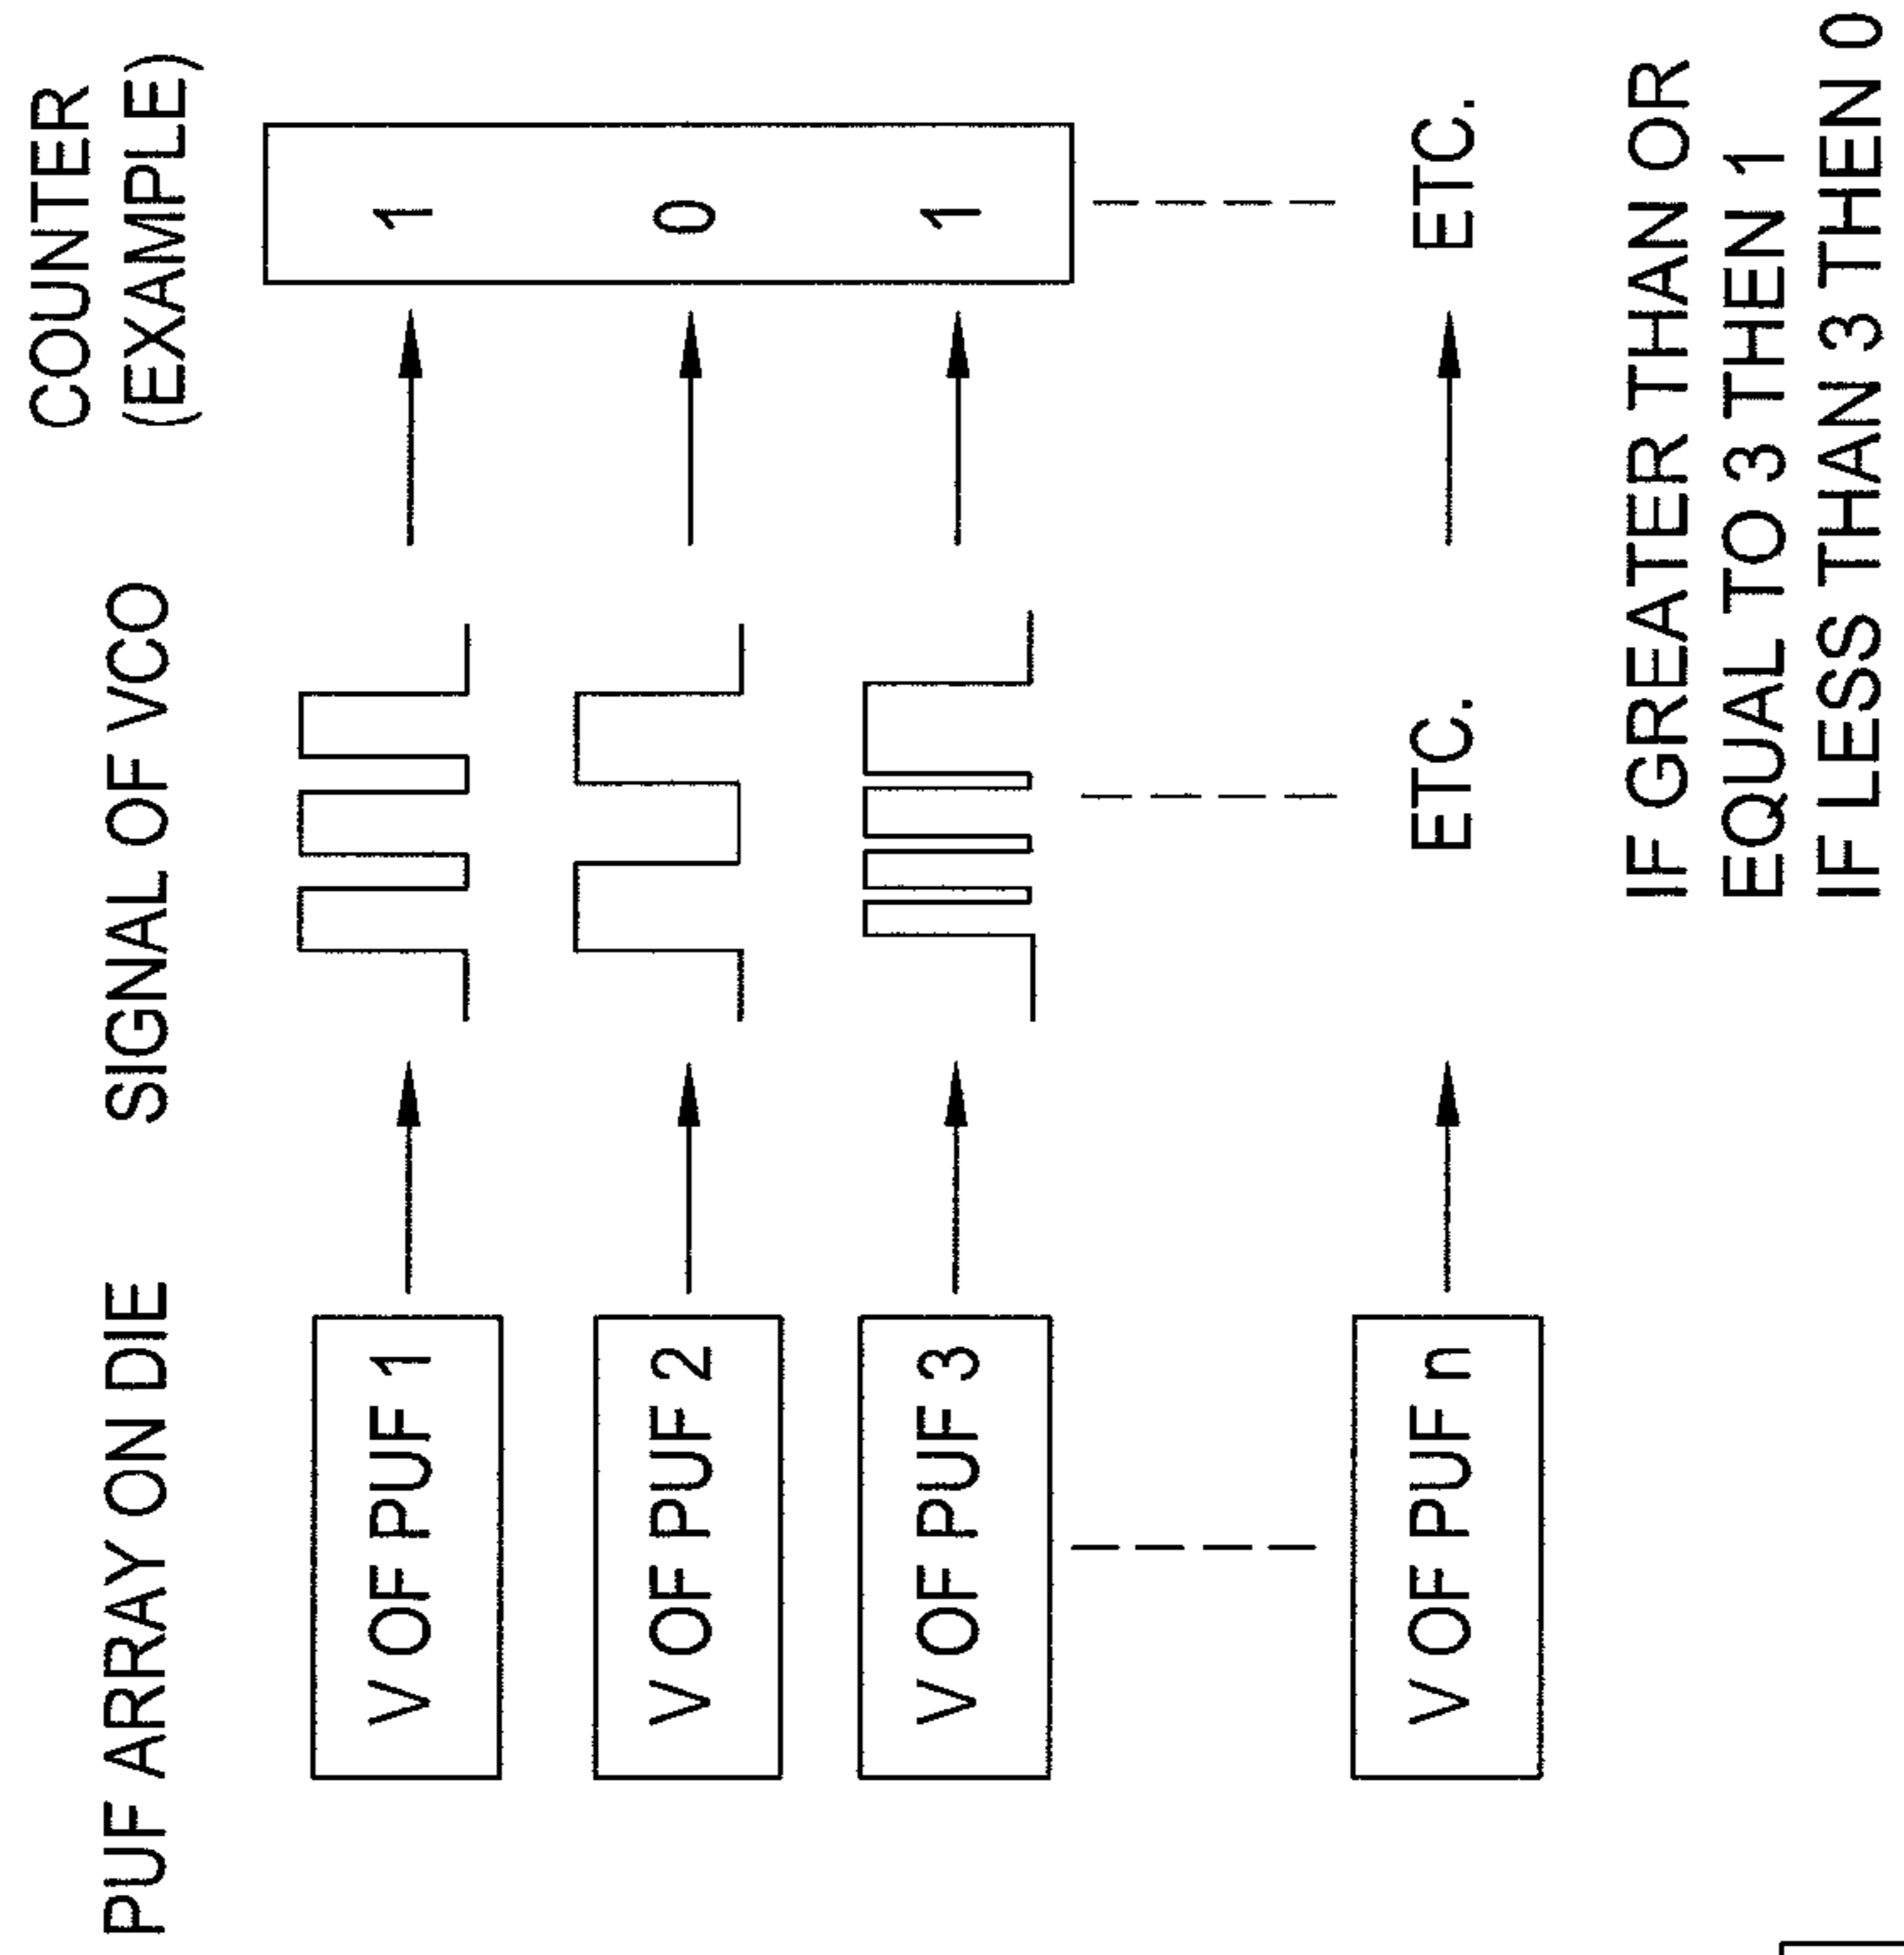 PUF ARRAY ON DIE
SIGNAL OF VCO
COUNTER
(EXAMPLE)
V OF PUF 1
1
V OF PUF 2
0
V OF PUF 3
1
V OF PUF n
ETC.
ETC.
IF GREATER THAN OR
EQUAL TO 3 THEN 1
IF LESS THAN 3 THEN 0